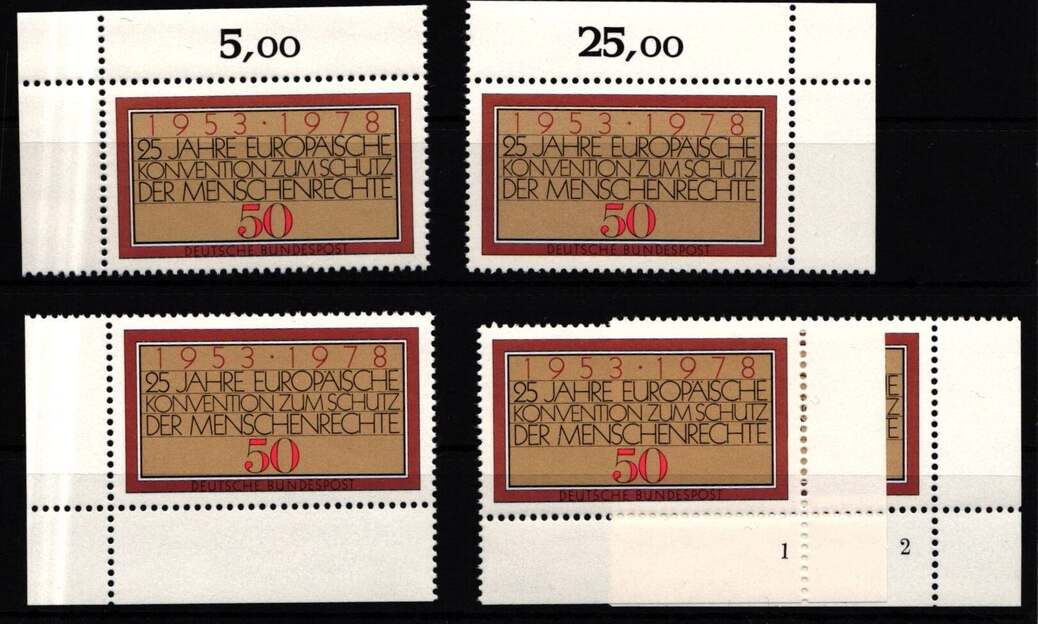 5,00
1953·1978
25 JAHRE EUROPÄISCHE
KONVENTION ZUM SCHUTZ
DER MENSCHENRECHTE
50
DEUTSCHE BUNDESPOST
25,00
1953·1978
25 JAHRE EUROPÄISCHE
KONVENTION ZUM SCHUTZ
DER MENSCHENRECHTE
50
DEUTSCHE BUNDESPOST
1953·1978
25 JAHRE EUROPÄISCHE
KONVENTION ZUM SCHUTZ
DER MENSCHENRECHTE
50
DEUTSCHE BUNDESPOST
1953·1978
25 JAHRE EUROPÄISCHE
KONVENTION ZUM SCHUTZ
DER MENSCHENRECHTE
50
DEUTSCHE BUNDESPOST
1
2